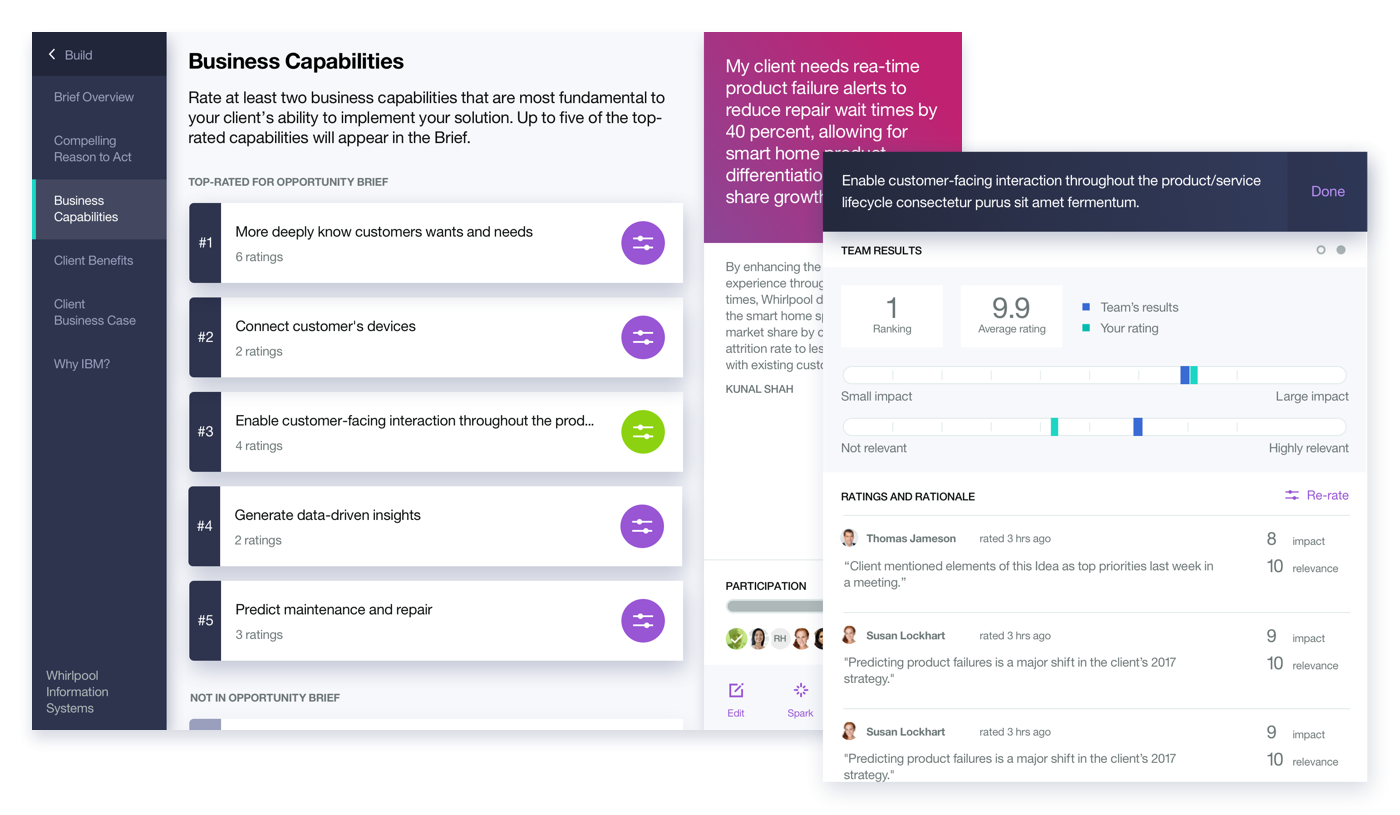 Build
Brief Overview
Compelling
Reason to Act
Business
Capabilities
Client Benefits
Client
Business Case
Why IBM?
Whirlpool
Information
Systems
Business Capabilities
Rate at least two business capabilities that are most fundamental to
your client's ability to implement your solution. Up to five of the top-
rated capabilities will appear in the Brief.
TOP-RATED FOR OPPORTUNITY BRIEF
#1
More deeply know customers wants and needs
6 ratings
#2
Connect customer's devices
2 ratings
#3
Enable customer-facing interaction throughout the prod...
4 ratings
#4
Generate data-driven insights
2 ratings
#5
Predict maintenance and repair
3 ratings
NOT IN OPPORTUNITY BRIEF
My client needs rea-time
product failure alerts to
reduce repair wait times by
40 percent, allowing for
smart home product
differentiatio
share growth
By enhancing the
experience throug
times, Whirlpool d
the smart home sp
market share by
attrition rate to les
with existing custo
KUNAL SHAH
PARTICIPATION
RH
Edit
Spark
Enable customer-facing interaction throughout the product/service
lifecycle consectetur purus sit amet fermentum.
Done
TEAM RESULTS
1
Ranking
9.9
Average rating
Team's results
Your rating
Small impact
Large impact
Not relevant
Highly relevant
RATINGS AND RATIONALE
Re-rate
Thomas Jameson rated 3 hrs ago
8 impact
10 relevance
“Client mentioned elements of this Idea as top priorities last week in
a meeting.”
Susan Lockhart rated 3 hrs ago
9 impact
10 relevance
"Predicting product failures is a major shift in the client's 2017
strategy."
Susan Lockhart rated 3 hrs ago
9 impact
10 relevance
"Predicting product failures is a major shift in the client's 2017
strategy."